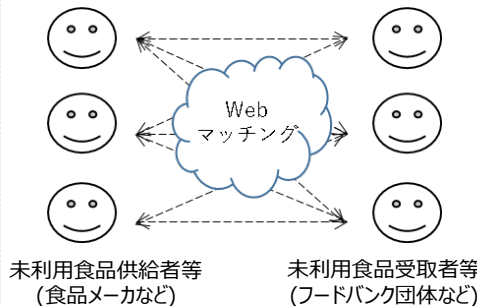 Web
マッチング
未利用食品供給者等
(食品メーカなど)
未利用食品受取者等
(フードバンク団体など)